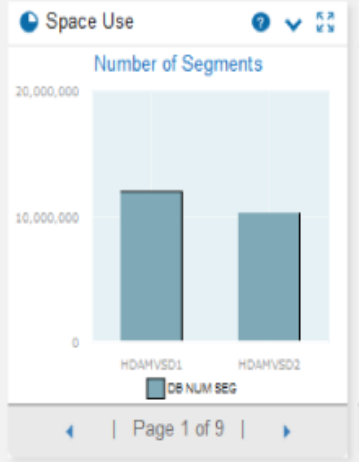 Space Use
Number of Segments
20,000,000
10,000,000
0
HDAMVSD1 HDAMVSD2
DB NUM SEG
| Page 1 of 9 |